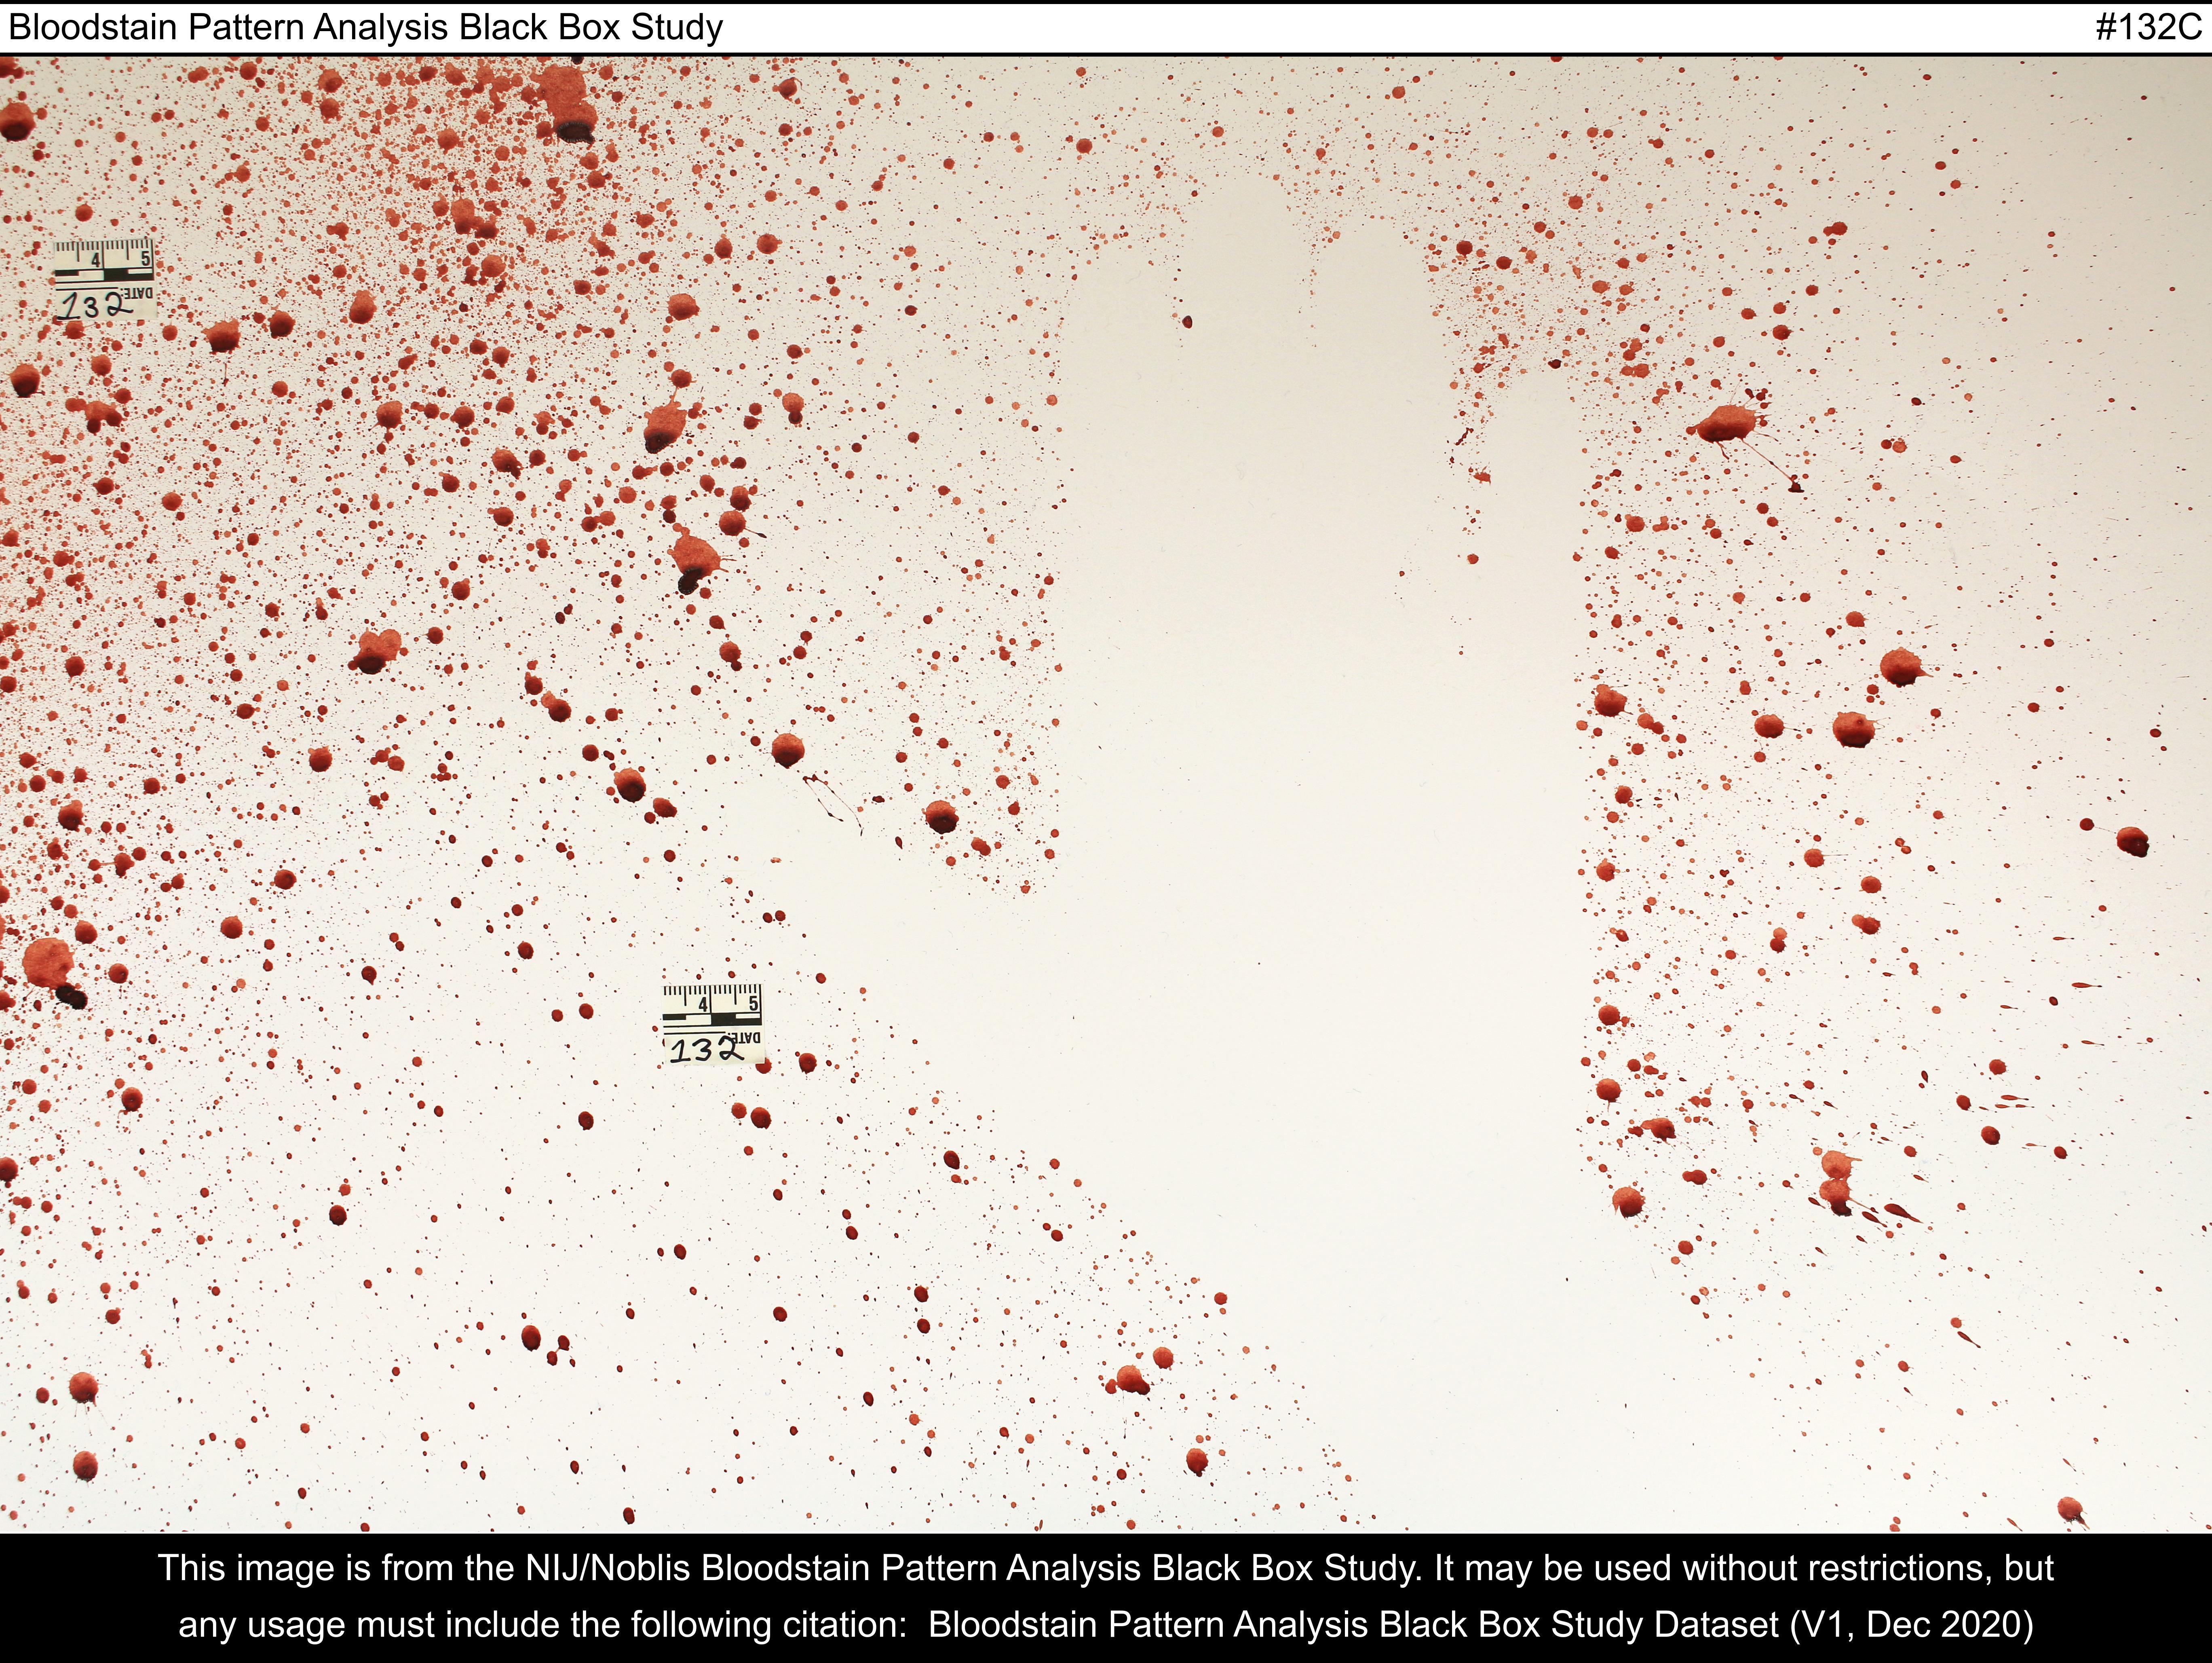 Bloodstain Pattern Analysis Black Box Study #132C
4 5
DATE:
132
4 5
DATE:
132
This image is from the NIJ/Noblis Bloodstain Pattern Analysis Black Box Study. It may be used without restrictions, but
any usage must include the following citation: Bloodstain Pattern Analysis Black Box Study Dataset (V1, Dec 2020)